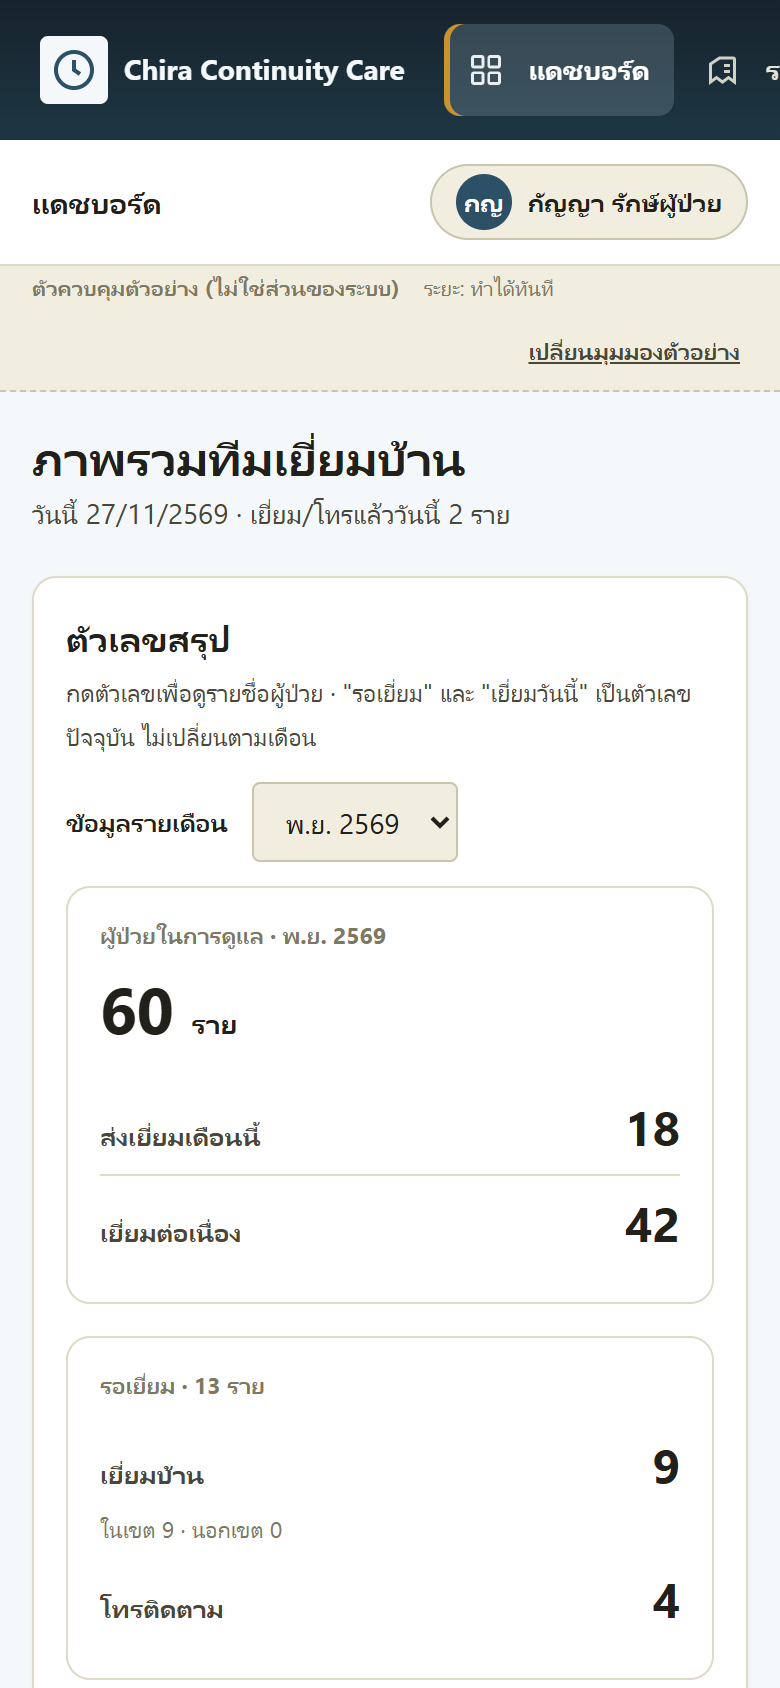 Chira Continuity Care
แดชบอร์ด
แดชบอร์ด
กญ
กัญญา รักษ์ผู้ป่วย
ตัวควบคุมตัวอย่าง (ไม่ใช่ส่วนของระบบ) ระยะ: ทำได้ทันที
เปลี่ยนมุมมองตัวอย่าง
ภาพรวมทีมเยี่ยมบ้าน
วันนี้ 27/11/2569 · เยี่ยม/โทรแล้ววันนี้ 2 ราย
ตัวเลขสรุป
กดตัวเลขเพื่อดูรายชื่อผู้ป่วย · "รอเยี่ยม" และ "เยี่ยมวันนี้" เป็นตัวเลข
ปัจจุบัน ไม่เปลี่ยนตามเดือน
ข้อมูลรายเดือน
พ.ย. 2569
ผู้ป่วยในการดูแล · พ.ย. 2569
60 ราย
ส่งเยี่ยมเดือนนี้ 18
เยี่ยมต่อเนื่อง 42
รอเยี่ยม · 13 ราย
เยี่ยมบ้าน 9
ในเขต 9 · นอกเขต 0
โทรติดตาม 4